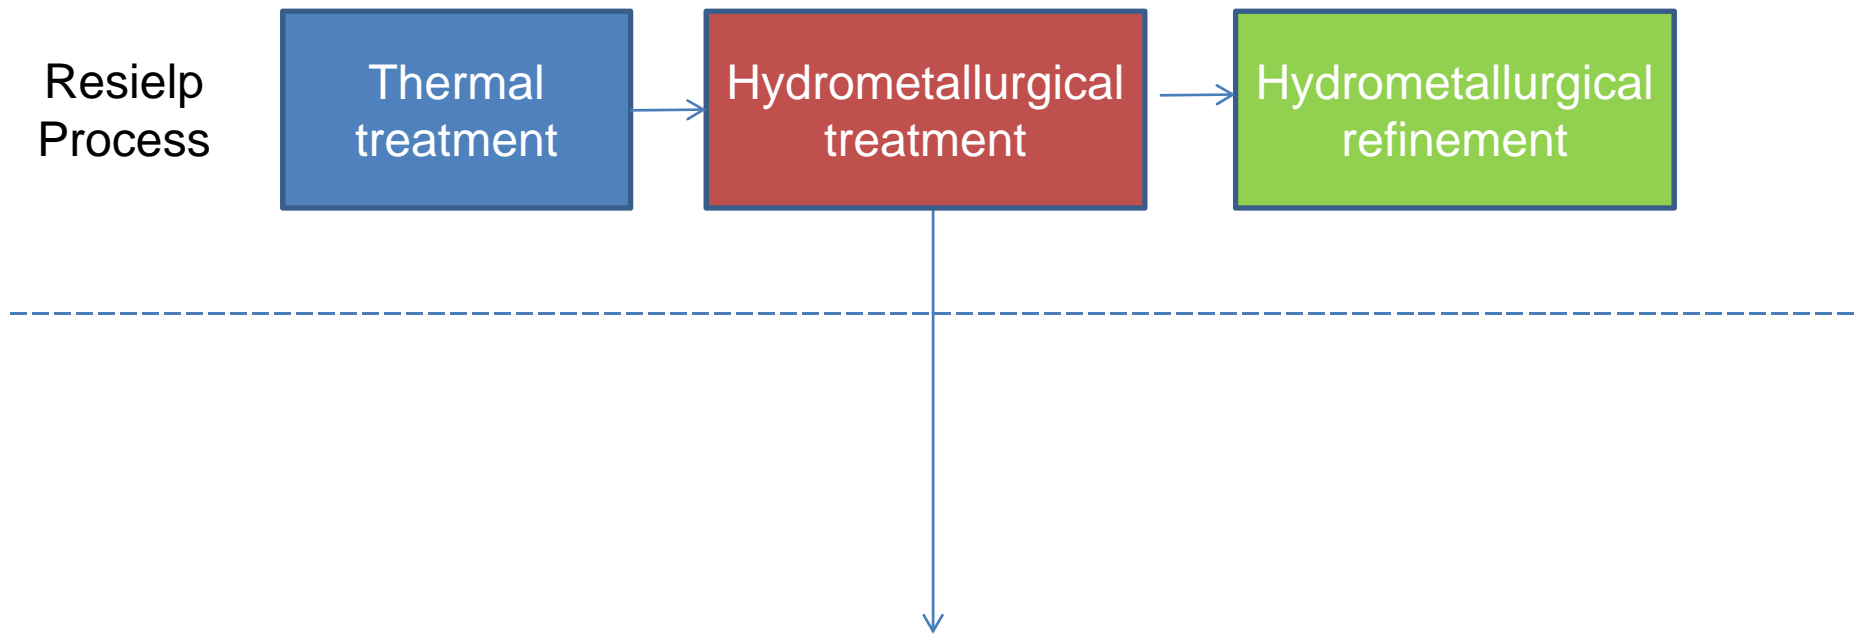 Resielp
Process
Thermal
treatment
Hydrometallurgical
treatment
Hydrometallurgical
refinement